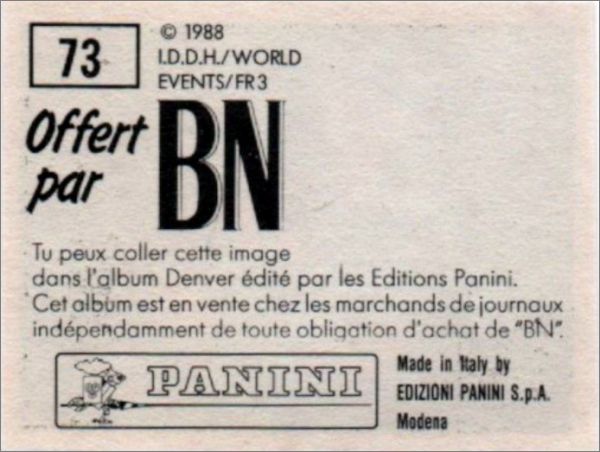 73
© 1988
I.D.D.H./WORLD
EVENTS/FR3
Offert
par
BN
Tu peux coller cette image
dans l'album Denver édité par les Editions Panini.
Cet album est en vente chez les marchands de journaux
indépendamment de toute obligation d'achat de "BN".
PANINI
Made in Italy by
EDIZIONI PANINI S.p.A.
Modena